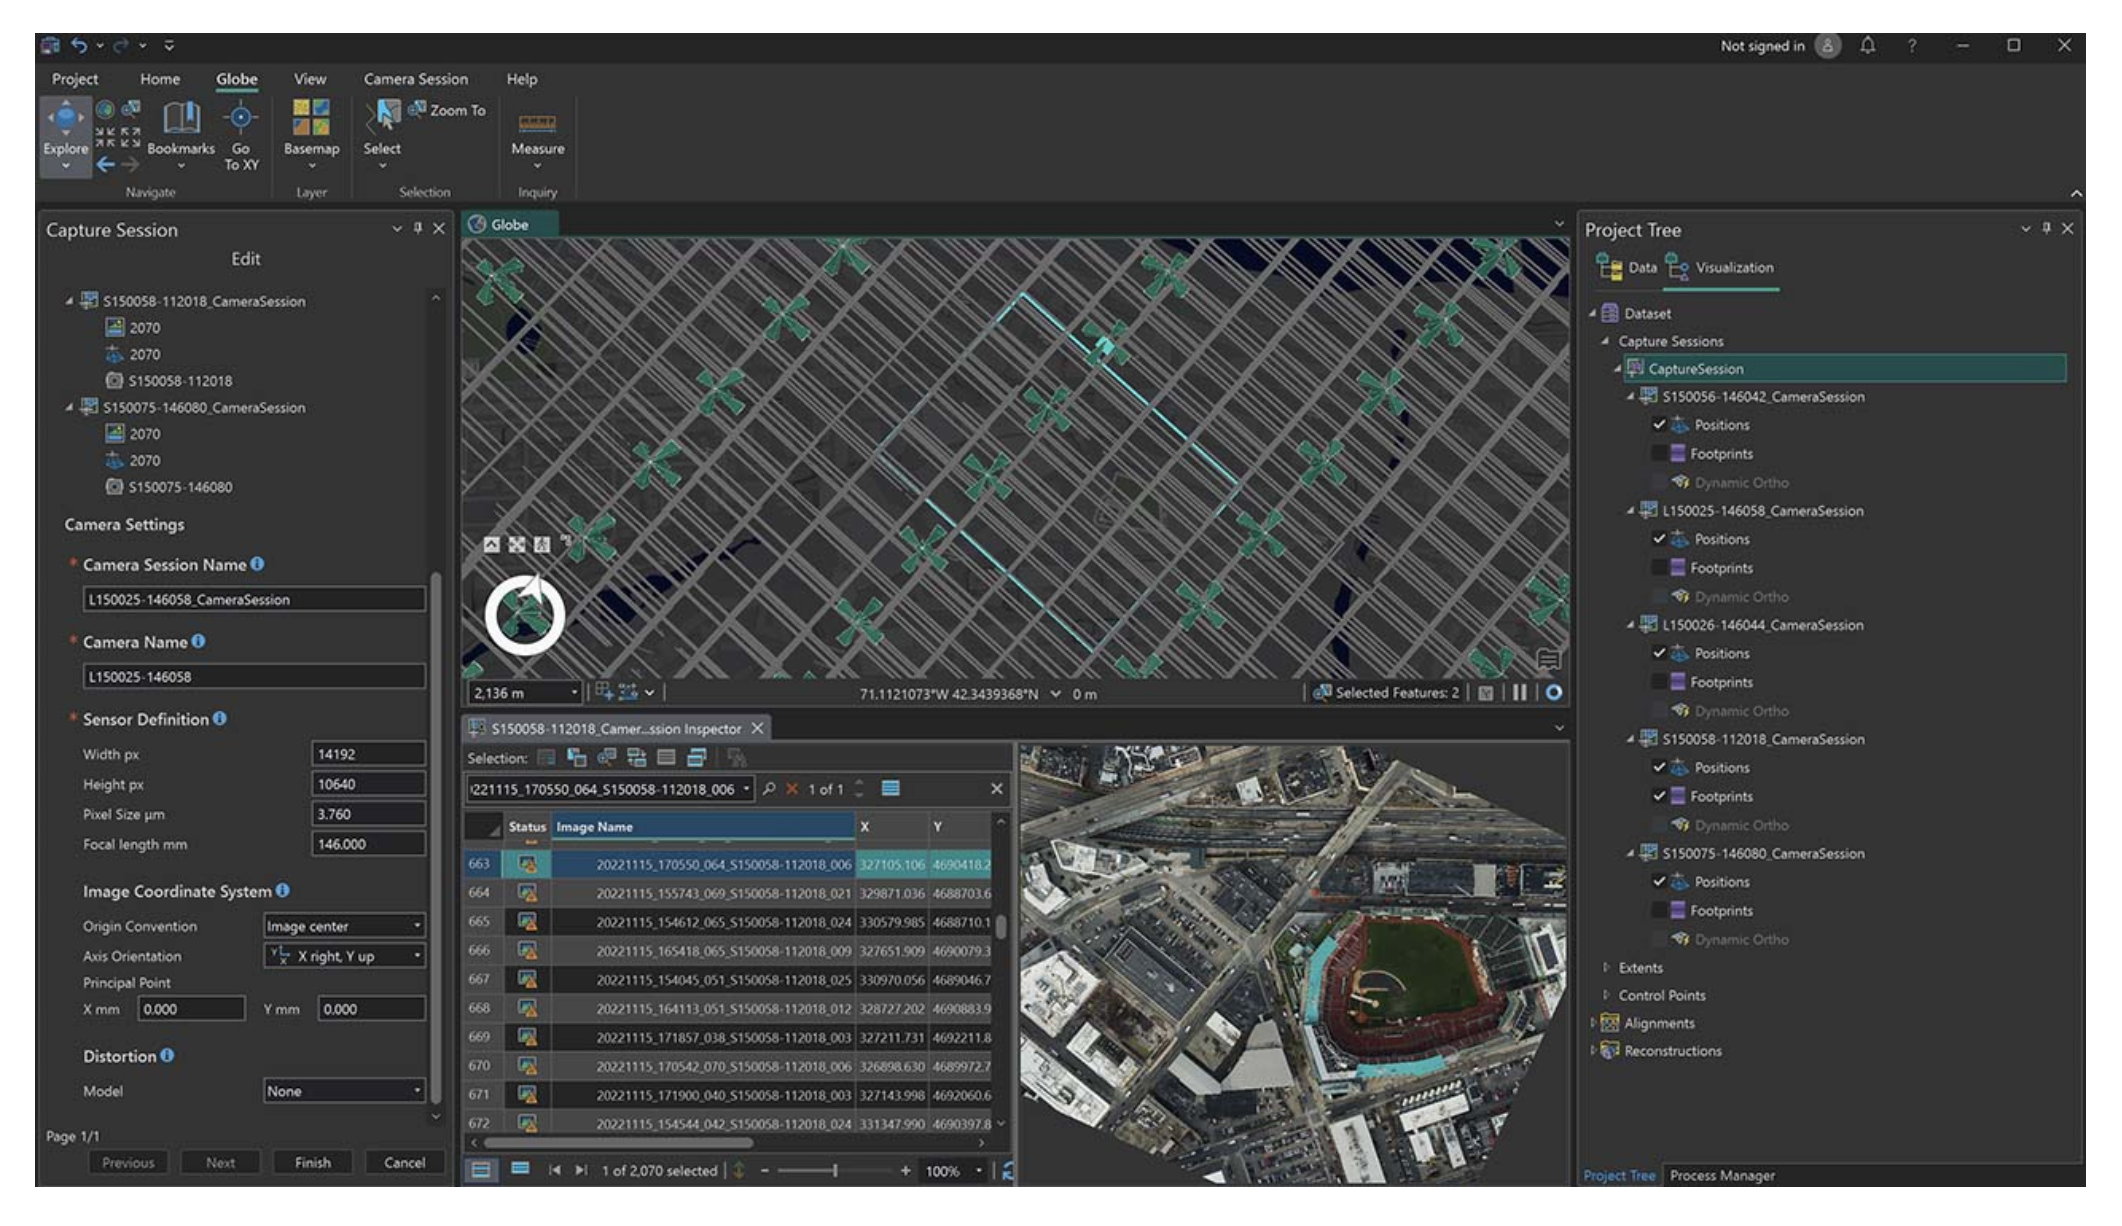 Not signed in
?
Project Home Globe View Camera Session Help
Explore
Bookmarks
Go To XY
Basemap
Select
Zoom To
Measure
Navigate Layer Selection Inquiry
Capture Session
Edit
S150058-112018_CameraSession
2070
2070
S150058-112018
S150075-146080_CameraSession
2070
2070
S150075-146080
Camera Settings
* Camera Session Name
L150025-146058_CameraSession
* Camera Name
L150025-146058
* Sensor Definition
Width px 14192
Height px 10640
Pixel Size µm 3.760
Focal length mm 146.000
Image Coordinate System
Origin Convention Image center
Axis Orientation X right, Y up
Principal Point
X mm 0.000 Y mm 0.000
Distortion
Model None
Page 1/1
Previous Next Finish Cancel
Globe
2,136 m
71.1121073°W 42.3439368°N 0 m
Selected Features: 2
S150058-112018_Camer...ssion Inspector
Selection:
221115_170550_064_S150058-112018_006 1 of 1
Status Image Name X Y
663 20221115_170550_064_S150058-112018_006 327105.106 4690418.2
664 20221115_155743_069_S150058-112018_021 329871.036 4688703.6
665 20221115_154612_065_S150058-112018_024 330579.985 4688710.1
666 20221115_165418_065_S150058-112018_009 327651.909 4690079.3
667 20221115_154045_051_S150058-112018_025 330970.056 4689046.7
668 20221115_164113_051_S150058-112018_012 328727.202 4690883.9
669 20221115_171857_038_S150058-112018_003 327211.731 4692211.8
670 20221115_170542_070_S150058-112018_006 326898.630 4689972.7
671 20221115_171900_040_S150058-112018_003 327143.998 4692060.6
672 20221115_154544_042_S150058-112018_024 331347.990 4690397.8
1 of 2,070 selected - + 100%
Project Tree
Data Visualization
Dataset
Capture Sessions
CaptureSession
S150056-146042_CameraSession
Positions
Footprints
Dynamic Ortho
L150025-146058_CameraSession
Positions
Footprints
Dynamic Ortho
L150026-146044_CameraSession
Positions
Footprints
Dynamic Ortho
S150058-112018_CameraSession
Positions
Footprints
Dynamic Ortho
S150075-146080_CameraSession
Positions
Footprints
Dynamic Ortho
Extents
Control Points
Alignments
Reconstructions
Project Tree Process Manager